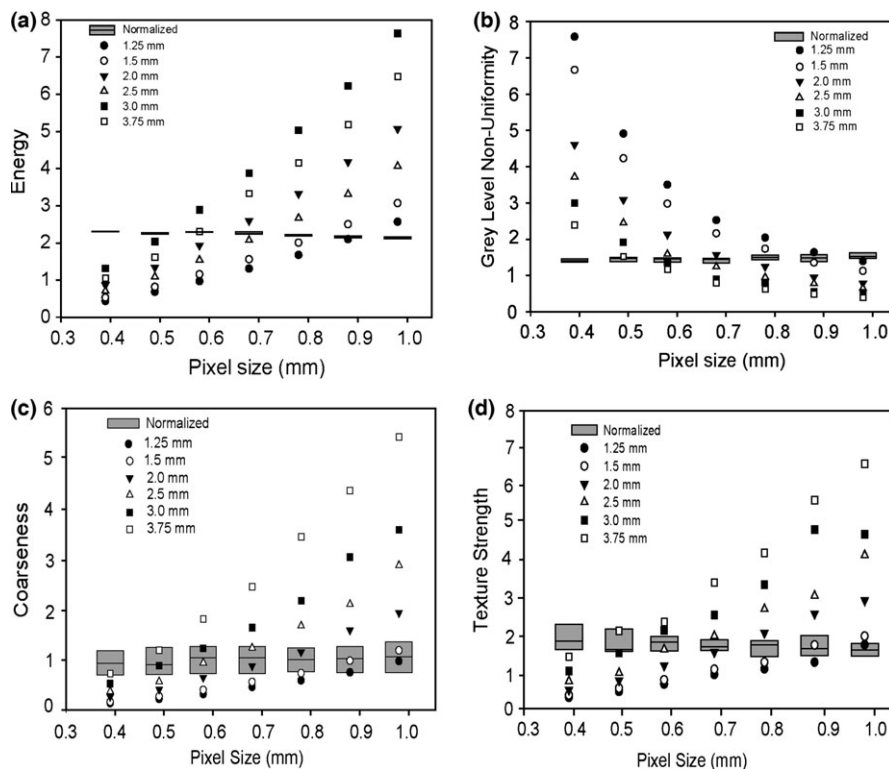 (a)
Normalized
1.25 mm
1.5 mm
2.0 mm
2.5 mm
3.0 mm
3.75 mm
Energy
8
7
6
5
4
3
2
1
0
0.3 0.4 0.5 0.6 0.7 0.8 0.9 1.0
Pixel size (mm)
(b)
Normalized
1.25 mm
1.5 mm
2.0 mm
2.5 mm
3.0 mm
3.75 mm
Grey Level Non-Uniformity
8
7
6
5
4
3
2
1
0
0.3 0.4 0.5 0.6 0.7 0.8 0.9 1.0
Pixel size (mm)
(c)
Normalized
1.25 mm
1.5 mm
2.0 mm
2.5 mm
3.0 mm
3.75 mm
Coarseness
6
5
4
3
2
1
0
0.3 0.4 0.5 0.6 0.7 0.8 0.9 1.0
Pixel Size (mm)
(d)
Normalized
1.25 mm
1.5 mm
2.0 mm
2.5 mm
3.0 mm
3.75 mm
Texture Strength
8
7
6
5
4
3
2
1
0
0.3 0.4 0.5 0.6 0.7 0.8 0.9 1.0
Pixel Size (mm)